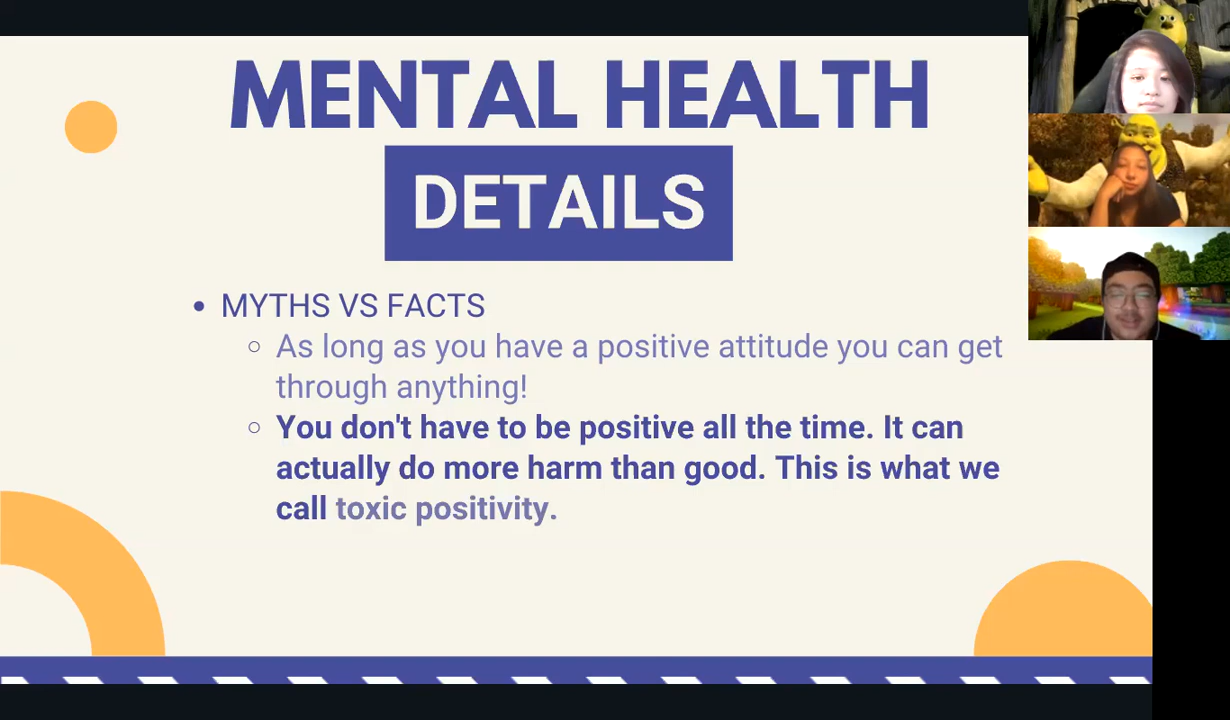 MENTAL HEALTH
DETAILS
• MYTHS VS FACTS
○ As long as you have a positive attitude you can get
through anything!
○ You don't have to be positive all the time. It can
actually do more harm than good. This is what we
call toxic positivity.